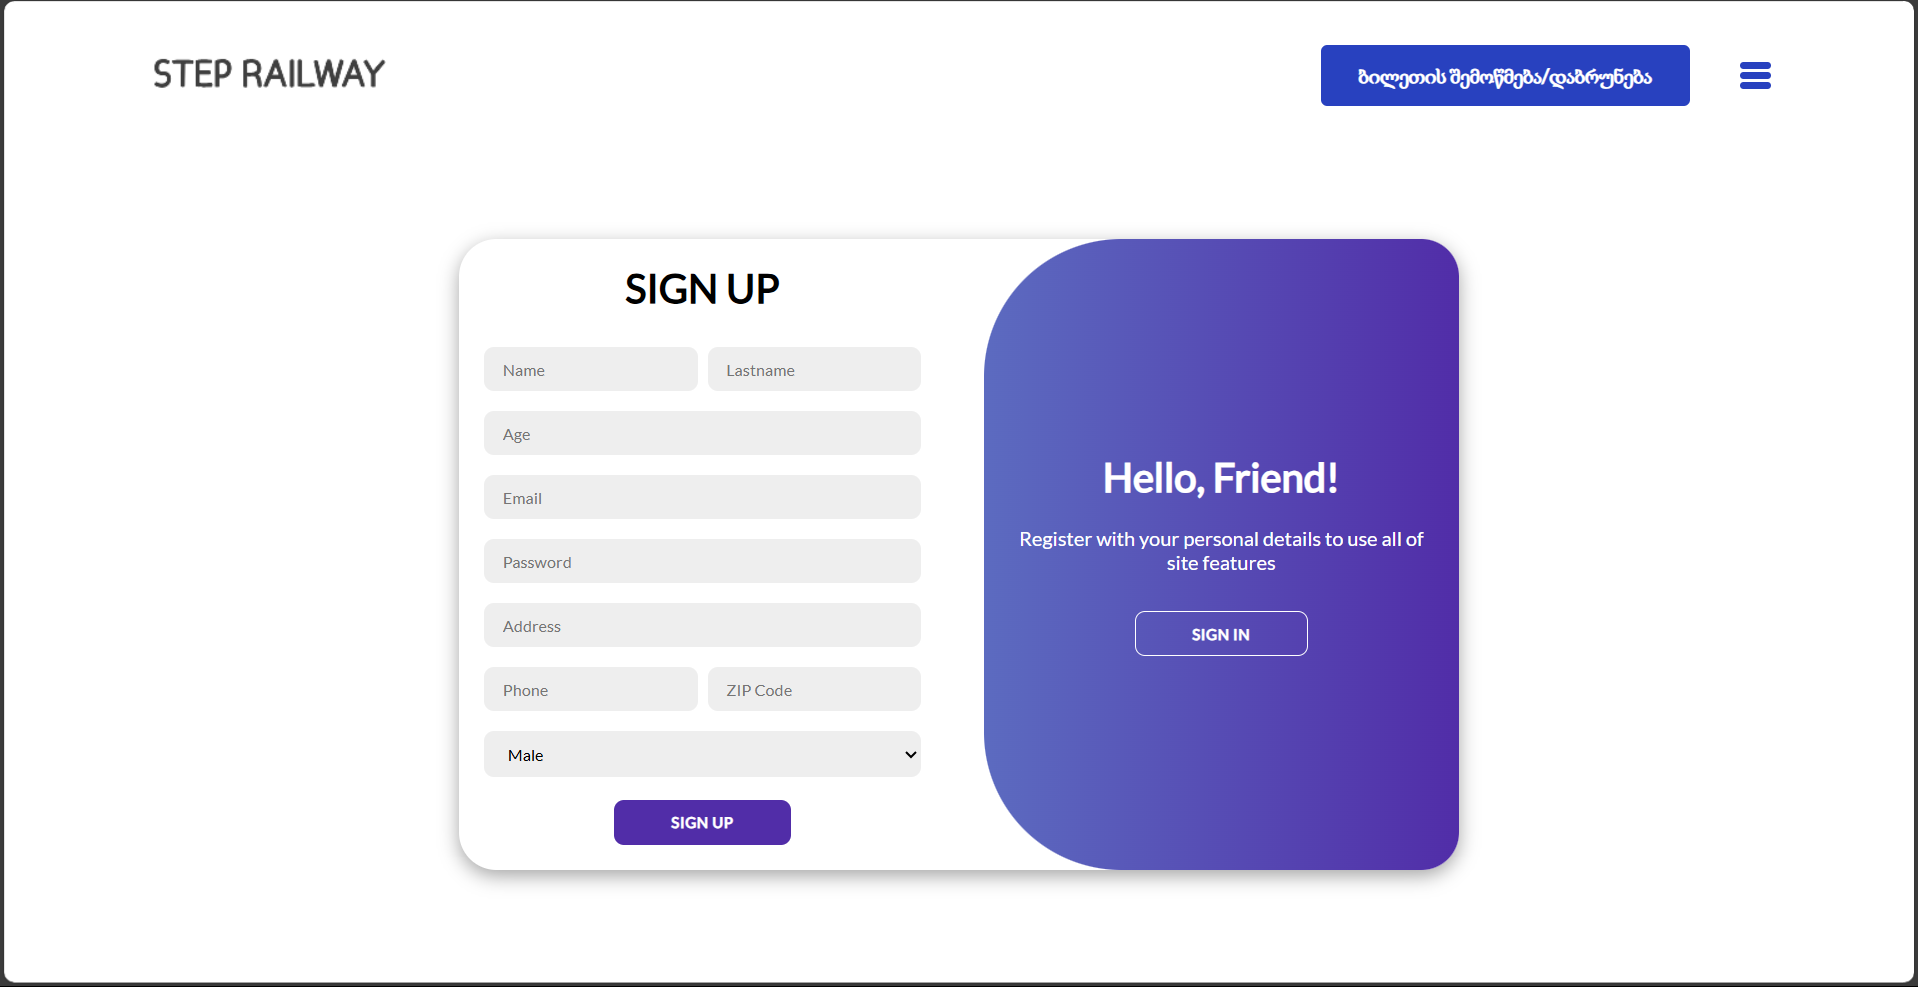 STEP RAILWAY
ბილეთის შემოწმება/დაბრუნება
SIGN UP
Name
Lastname
Age
Email
Password
Address
Phone
ZIP Code
Male
SIGN UP
Hello, Friend!
Register with your personal details to use all of
site features
SIGN IN